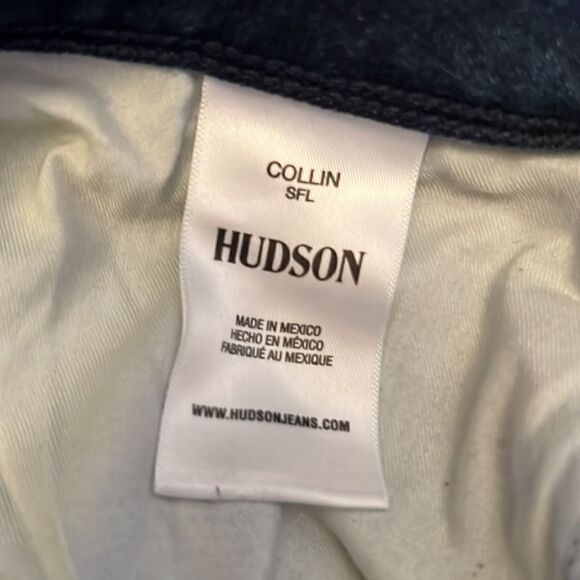 COLLIN
SFL
HUDSON
MADE IN MEXICO
HECHO EN MÉXICO
FABRIQUÉ AU MEXIQUE
WWW.HUDSONJEANS.COM